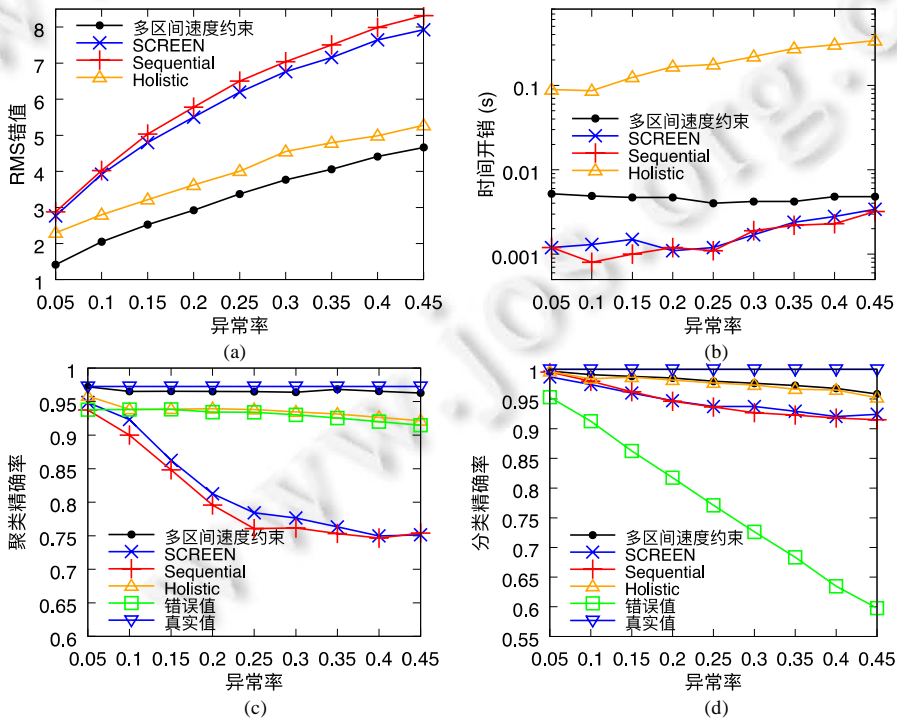 8
7
6
5
4
3
2
1
RMS错值
多区间速度约束
SCREEN
Sequential
Holistic
0.05 0.1 0.15 0.2 0.25 0.3 0.35 0.4 0.45
异常率
(a)
0.1
0.01
0.001
时间开销 (s)
多区间速度约束
SCREEN
Sequential
Holistic
0.05 0.1 0.15 0.2 0.25 0.3 0.35 0.4 0.45
异常率
(b)
1
0.95
0.9
0.85
0.8
0.75
0.7
0.65
0.6
聚类精确率
多区间速度约束
SCREEN
Sequential
Holistic
错误值
真实值
0.05 0.1 0.15 0.2 0.25 0.3 0.35 0.4 0.45
异常率
(c)
1
0.95
0.9
0.85
0.8
0.75
0.7
0.65
0.6
0.55
分类精确率
多区间速度约束
SCREEN
Sequential
Holistic
错误值
真实值
0.05 0.1 0.15 0.2 0.25 0.3 0.35 0.4 0.45
异常率
(d)
www.jos.org.c